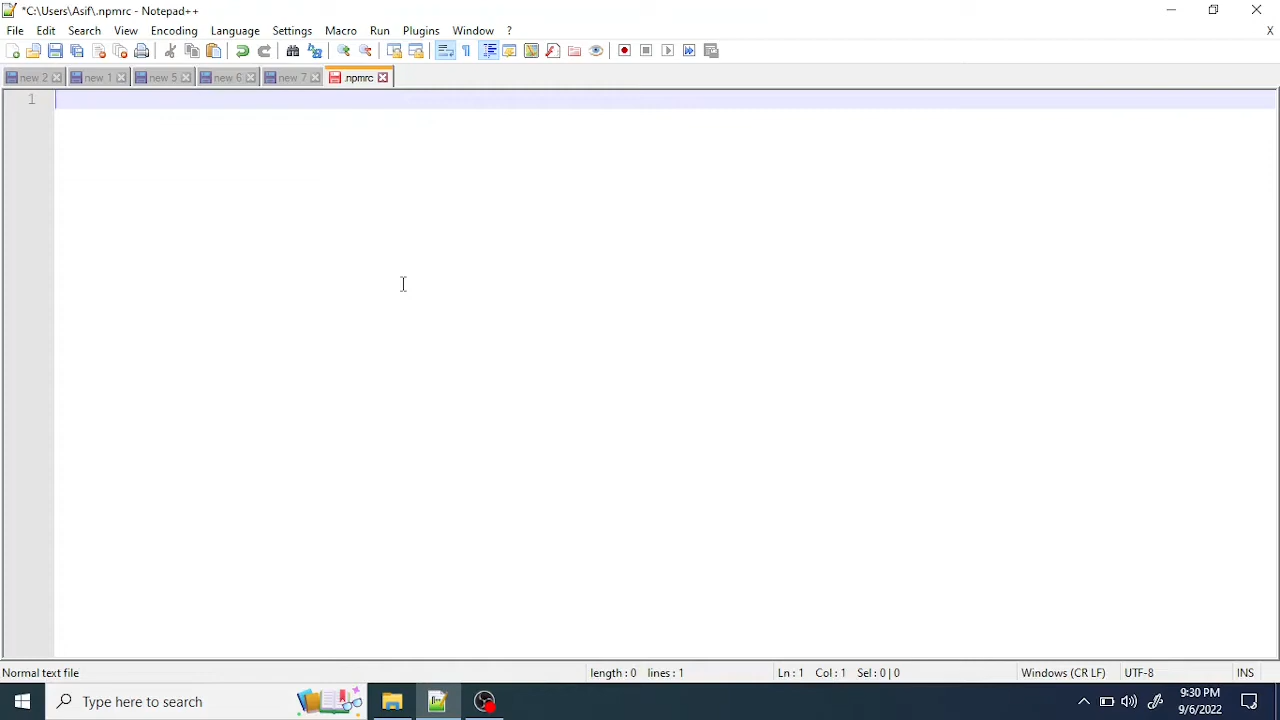 *C:\Users\Asif\.npmrc - Notepad++
File Edit Search View Encoding Language Settings Macro Run Plugins Window ? X
new 2 new 1 new 5 new 6 new 7 .npmrc
1
Normal text file length : 0 lines : 1 Ln : 1 Col : 1 Sel : 0 | 0 Windows (CR LF) UTF-8 INS
Type here to search
9:30 PM
9/6/2022